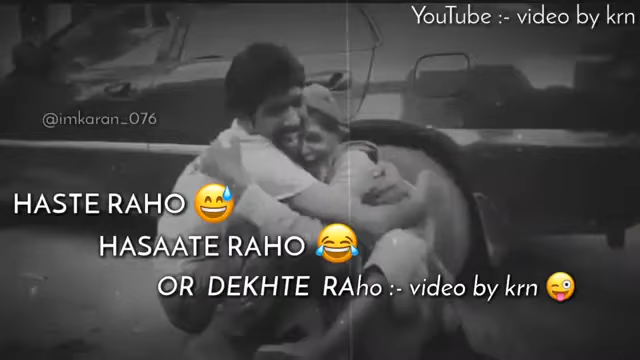 YouTube :- video by krn
@imkaran_076
HASTE RAHO 😅
HASAATE RAHO 😂
OR DEKHTE RAho :- video by krn 😜